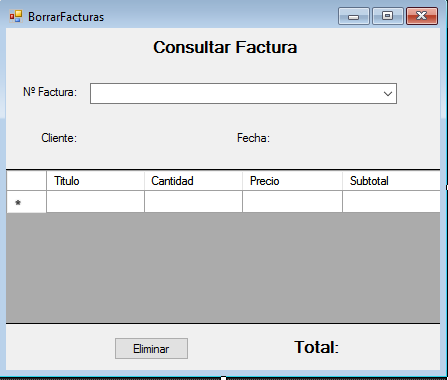 BorrarFacturas
Consultar Factura
Nº Factura:
Cliente: Fecha:
Titulo Cantidad Precio Subtotal
*
Eliminar Total: